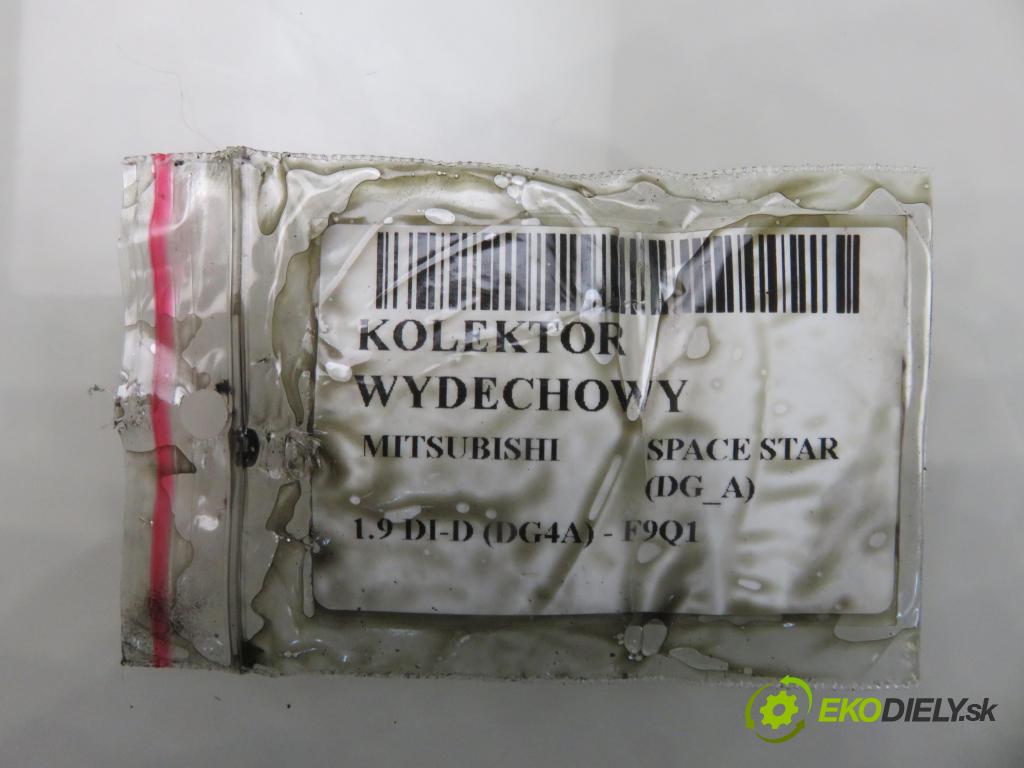 KOLEKTOR
WYDECHOWY
MITSUBISHI SPACE STAR
(DG_A)
1.9 DI-D (DG4A) - F9Q1
EKODIELY.sk